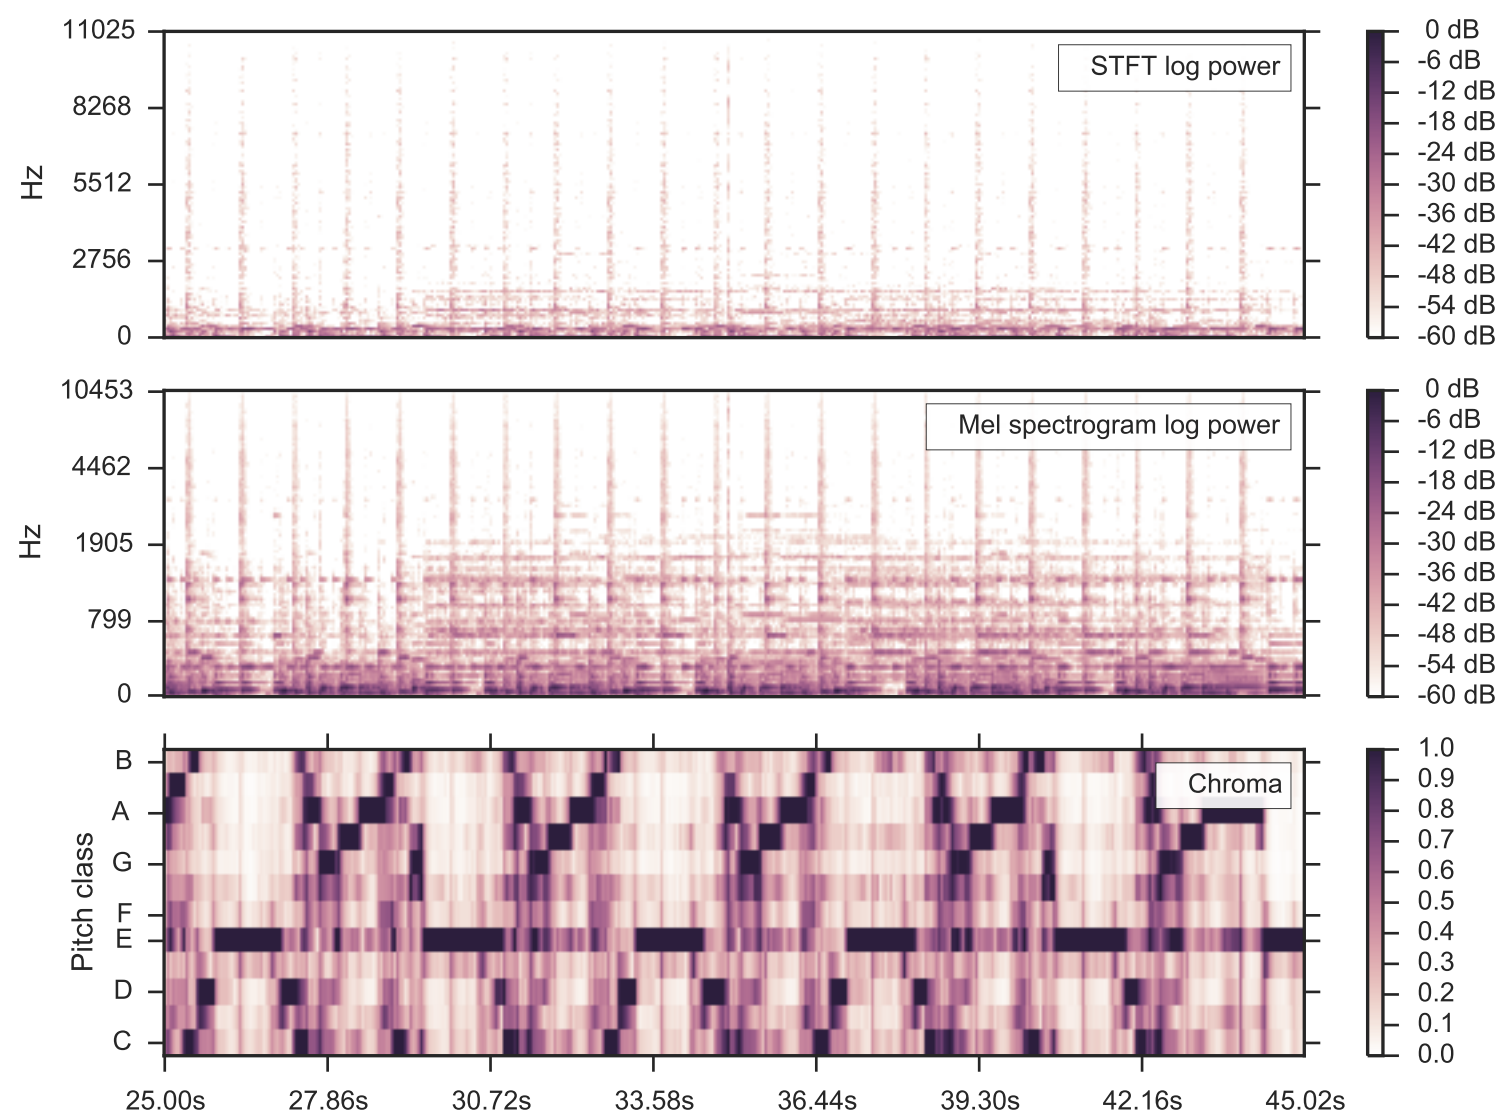 11025
8268
5512
2756
0
Hz
STFT log power
0 dB
-6 dB
-12 dB
-18 dB
-24 dB
-30 dB
-36 dB
-42 dB
-48 dB
-54 dB
-60 dB
10453
4462
1905
799
0
Hz
Mel spectrogram log power
0 dB
-6 dB
-12 dB
-18 dB
-24 dB
-30 dB
-36 dB
-42 dB
-48 dB
-54 dB
-60 dB
B
A
G
F
E
D
C
Pitch class
Chroma
1.0
0.9
0.8
0.7
0.6
0.5
0.4
0.3
0.2
0.1
0.0
25.00s 27.86s 30.72s 33.58s 36.44s 39.30s 42.16s 45.02s